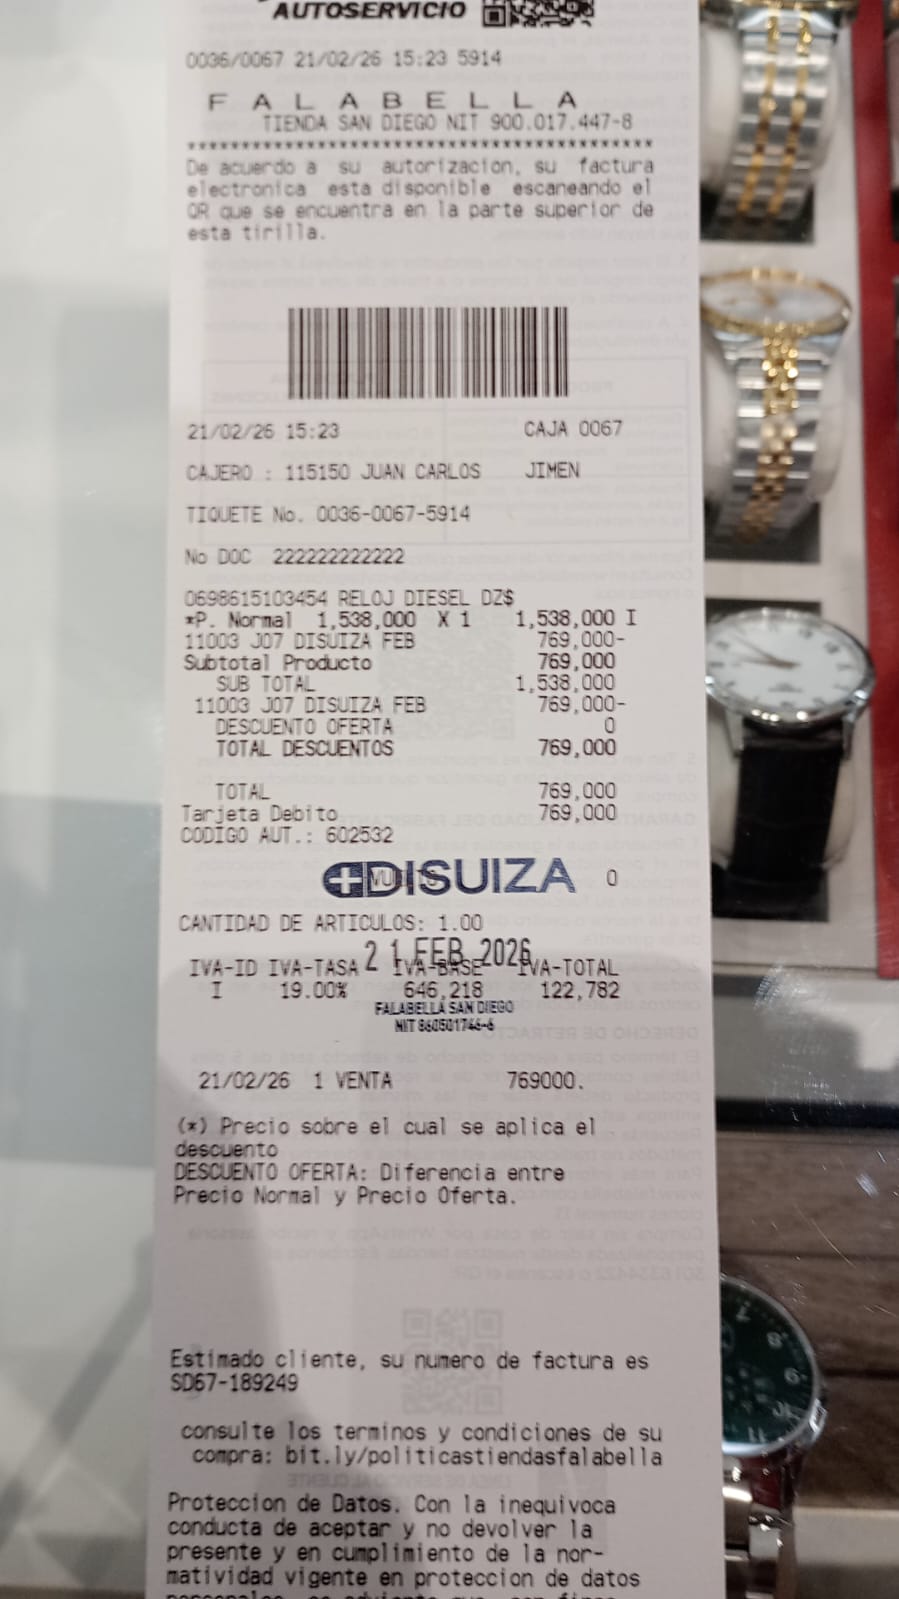 AUTOSERVICIO
0036/0067 21/02/26 15:23 5914
F A L A B E L L A
TIENDA SAN DIEGO NIT 900.017.447-8
********************************************
De acuerdo a su autorizacion, su factura
electronica esta disponible escaneando el
QR que se encuentra en la parte superior de
esta tirilla.
21/02/26 15:23 CAJA 0067
CAJERO : 115150 JUAN CARLOS JIMEN
TIQUETE No. 0036-0067-5914
No DOC 222222222222
0698615103454 RELOJ DIESEL DZ$
*P. Normal 1,538,000 X 1 1,538,000 I
11003 J07 DISUIZA FEB 769,000-
Subtotal Producto 769,000
SUB TOTAL 1,538,000
11003 J07 DISUIZA FEB 769,000-
DESCUENTO OFERTA 0
TOTAL DESCUENTOS 769,000
TOTAL 769,000
Tarjeta Debito 769,000
CODIGO AUT.: 602532
DISUIZA 0
CANTIDAD DE ARTICULOS: 1.00
21 FEB 2026
IVA-ID IVA-TASA IVA-BASE IVA-TOTAL
I 19.00% 646,218 122,782
FALABELLA SAN DIEGO
NIT 860501746-6
21/02/26 1 VENTA 769000.
(*) Precio sobre el cual se aplica el
descuento
DESCUENTO OFERTA: Diferencia entre
Precio Normal y Precio Oferta.
Estimado cliente, su numero de factura es
SD67-189249
consulte los terminos y condiciones de su
compra: bit.ly/politicastiendasfalabella
Proteccion de Datos. Con la inequivoca
conducta de aceptar y no devolver la
presente y en cumplimiento de la nor-
matividad vigente en proteccion de datos